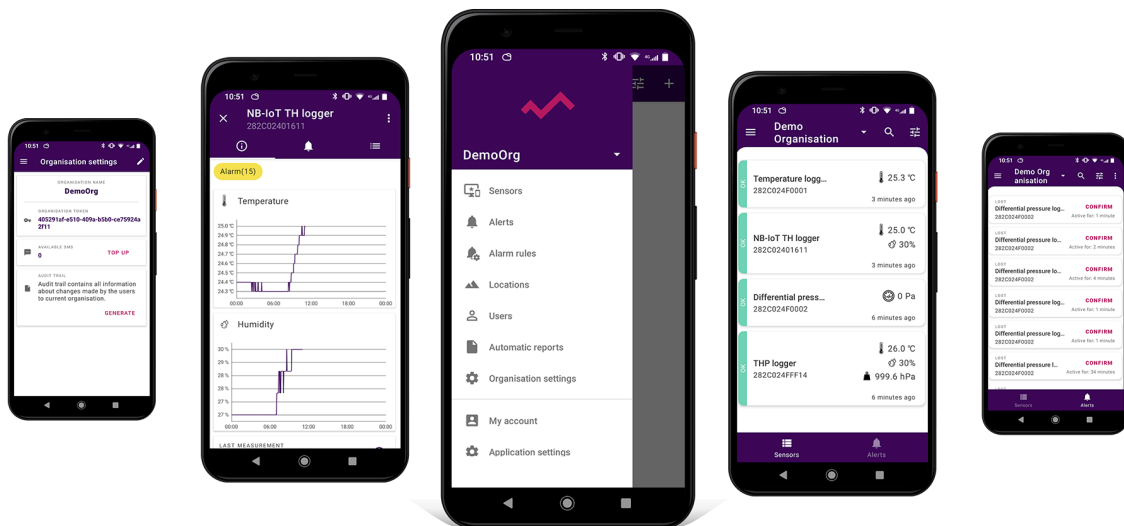 10:51
Organisation settings
ORGANIZATION NAME
DemoOrg
ORGANIZATION TOKEN
405291af-e510-409a-b5b0-ce75924a
2f11
AVAILABLE SMS
0
TOP UP
AUDIT TRAIL
Audit trail contains all information
about changes made by the users
to current organisation.
GENERATE
10:51
NB-IoT TH logger
282C02401611
Alarm(15)
Temperature
25.0 °C
24.9 °C
24.8 °C
24.7 °C
24.6 °C
24.5 °C
24.4 °C
24.3 °C
00:00 06:00 12:00 18:00 00:00
Humidity
30 %
29 %
28 %
28 %
27 %
00:00 06:00 12:00 18:00 00:00
LAST MEASUREMENT
10:51
DemoOrg
Sensors
Alerts
Alarm rules
Locations
Users
Automatic reports
Organisation settings
My account
Application settings
10:51
Demo
Organisation
OK
Temperature logg...
282C024F0001
25.3 °C
3 minutes ago
OK
NB-IoT TH logger
282C02401611
25.0 °C
30%
3 minutes ago
OK
Differential press...
282C024F0002
0 Pa
6 minutes ago
OK
THP logger
282C024FFF14
26.0 °C
30%
999.6 hPa
6 minutes ago
Sensors
Alerts
10:51
Demo Org
anisation
LOST
Differential pressure log...
282C024F0002
CONFIRM
Active for: 1 minute
LOST
Differential pressure lo...
282C024F0002
CONFIRM
Active for: 2 minutes
LOST
Differential pressure lo...
282C024F0002
CONFIRM
Active for: 4 minutes
LOST
Differential pressure log...
282C024F0002
CONFIRM
Active for: 1 minute
LOST
Differential pressure log...
282C024F0002
CONFIRM
Active for: 1 minute
LOST
Differential pressure l...
282C024F0002
CONFIRM
Active for: 34 minutes
Sensors
Alerts